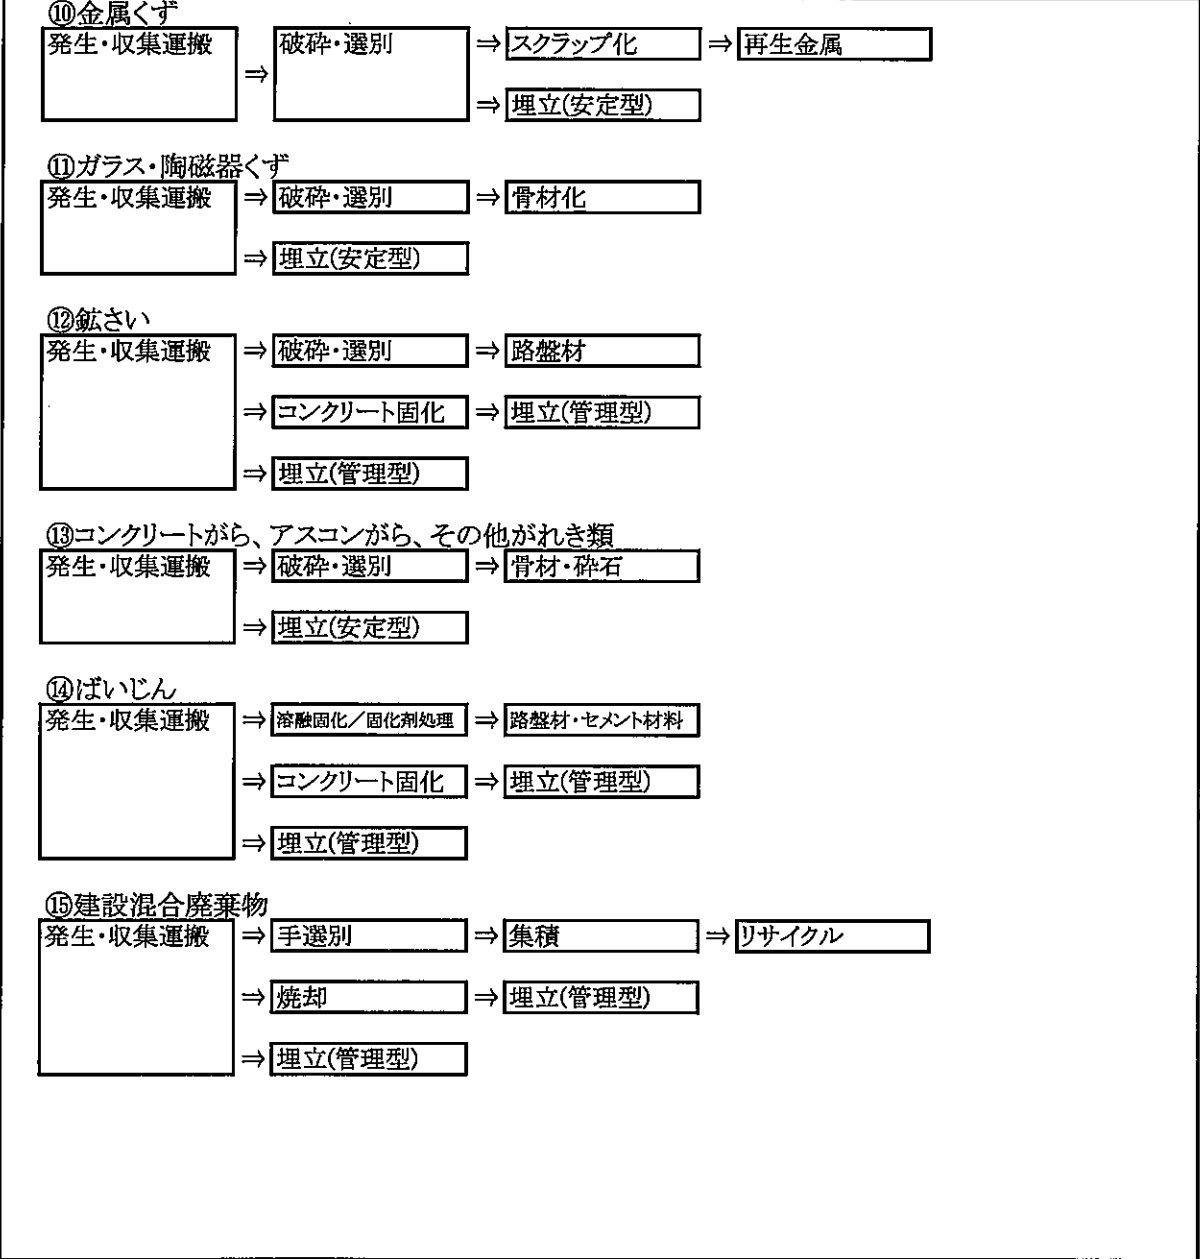 ⑩金属くず
発生・収集運搬 破砕・選別 ⇒ スクラップ化 ⇒ 再生金属
⇒
⇒ 埋立(安定型)
⑪ガラス・陶磁器くず
発生・収集運搬 ⇒ 破砕・選別 ⇒ 骨材化
⇒ 埋立(安定型)
⑫鉱さい
発生・収集運搬 ⇒ 破砕・選別 ⇒ 路盤材
⇒ コンクリート固化 ⇒ 埋立(管理型)
⇒ 埋立(管理型)
⑬コンクリートがら、アスコンがら、その他がれき類
発生・収集運搬 ⇒ 破砕・選別 ⇒ 骨材・砕石
⇒ 埋立(安定型)
⑭ばいじん
発生・収集運搬 ⇒ 溶融固化／固化剤処理 ⇒ 路盤材・セメント材料
⇒ コンクリート固化 ⇒ 埋立(管理型)
⇒ 埋立(管理型)
⑮建設混合廃棄物
発生・収集運搬 ⇒ 手選別 ⇒ 集積 ⇒ リサイクル
⇒ 焼却 ⇒ 埋立(管理型)
⇒ 埋立(管理型)